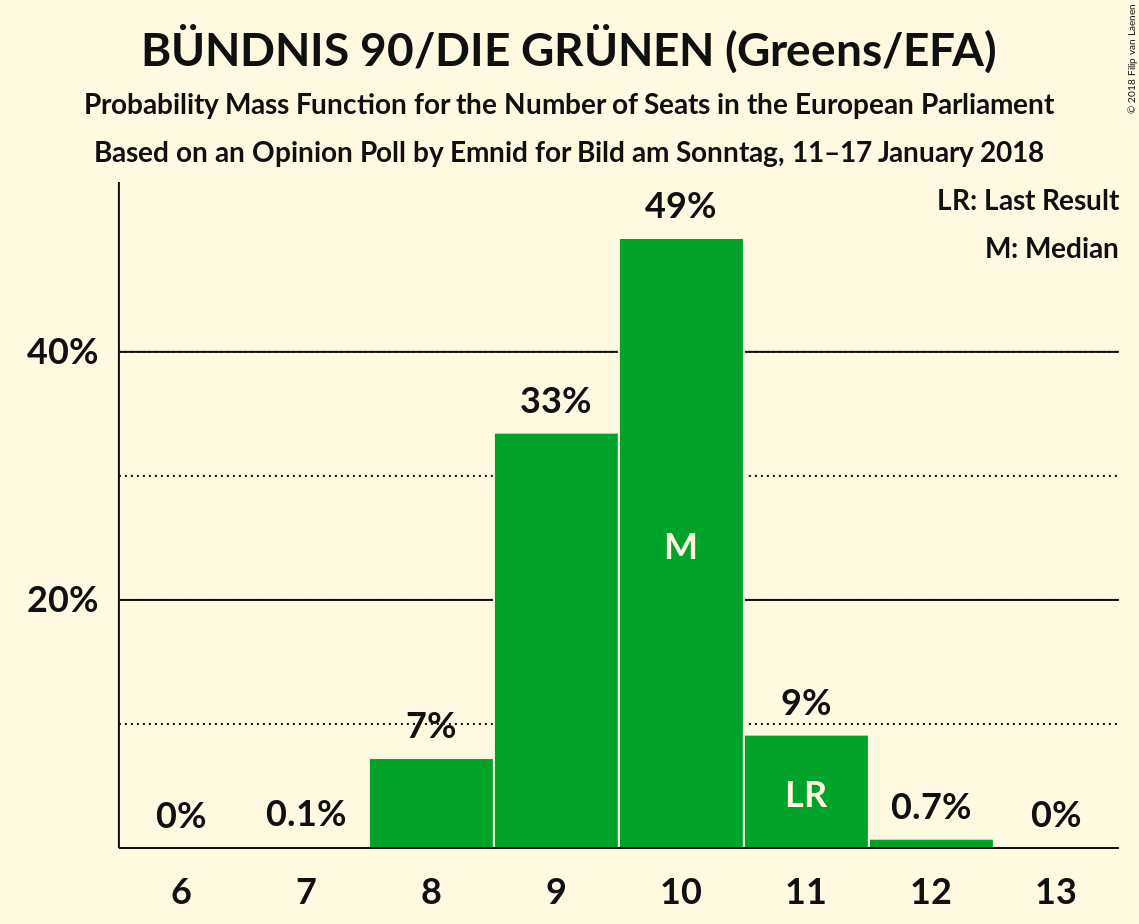 BÜNDNIS 90/DIE GRÜNEN (Greens/EFA)
Probability Mass Function for the Number of Seats in the European Parliament
Based on an Opinion Poll by Emnid for Bild am Sonntag, 11–17 January 2018
© 2018 Filip van Laenen
LR: Last Result
M: Median
49%
40%
33%
M
20%
9%
7%
LR
0%
0.1%
0.7%
0%
6 7 8 9 10 11 12 13